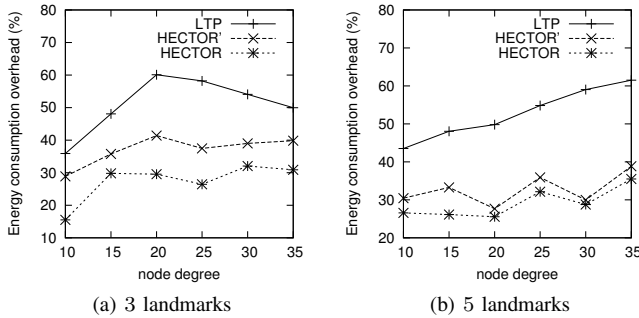 Energy consumption overhead (%)
80
70
60
50
40
30
20
10
LTP
HECTOR'
HECTOR
10 15 20 25 30 35
node degree
(a) 3 landmarks
Energy consumption overhead (%)
80
70
60
50
40
30
20
LTP
HECTOR'
HECTOR
10 15 20 25 30 35
node degree
(b) 5 landmarks